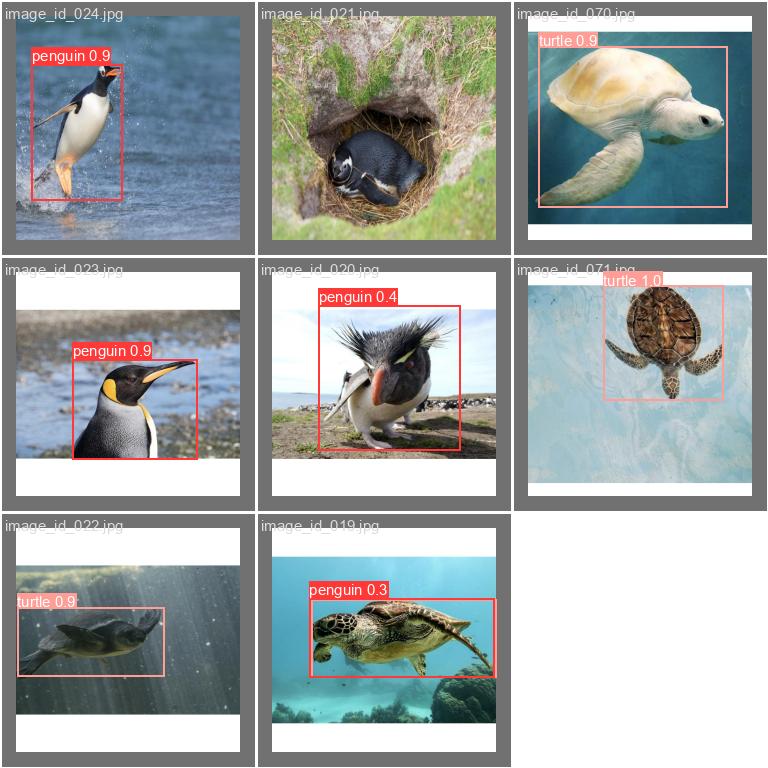 image_id_024.jpg
penguin 0.9
image_id_021.jpg
image_id_070.jpg
turtle 0.9
image_id_023.jpg
penguin 0.9
image_id_020.jpg
penguin 0.4
image_id_071.jpg
turtle 1.0
image_id_022.jpg
turtle 0.9
image_id_019.jpg
penguin 0.3